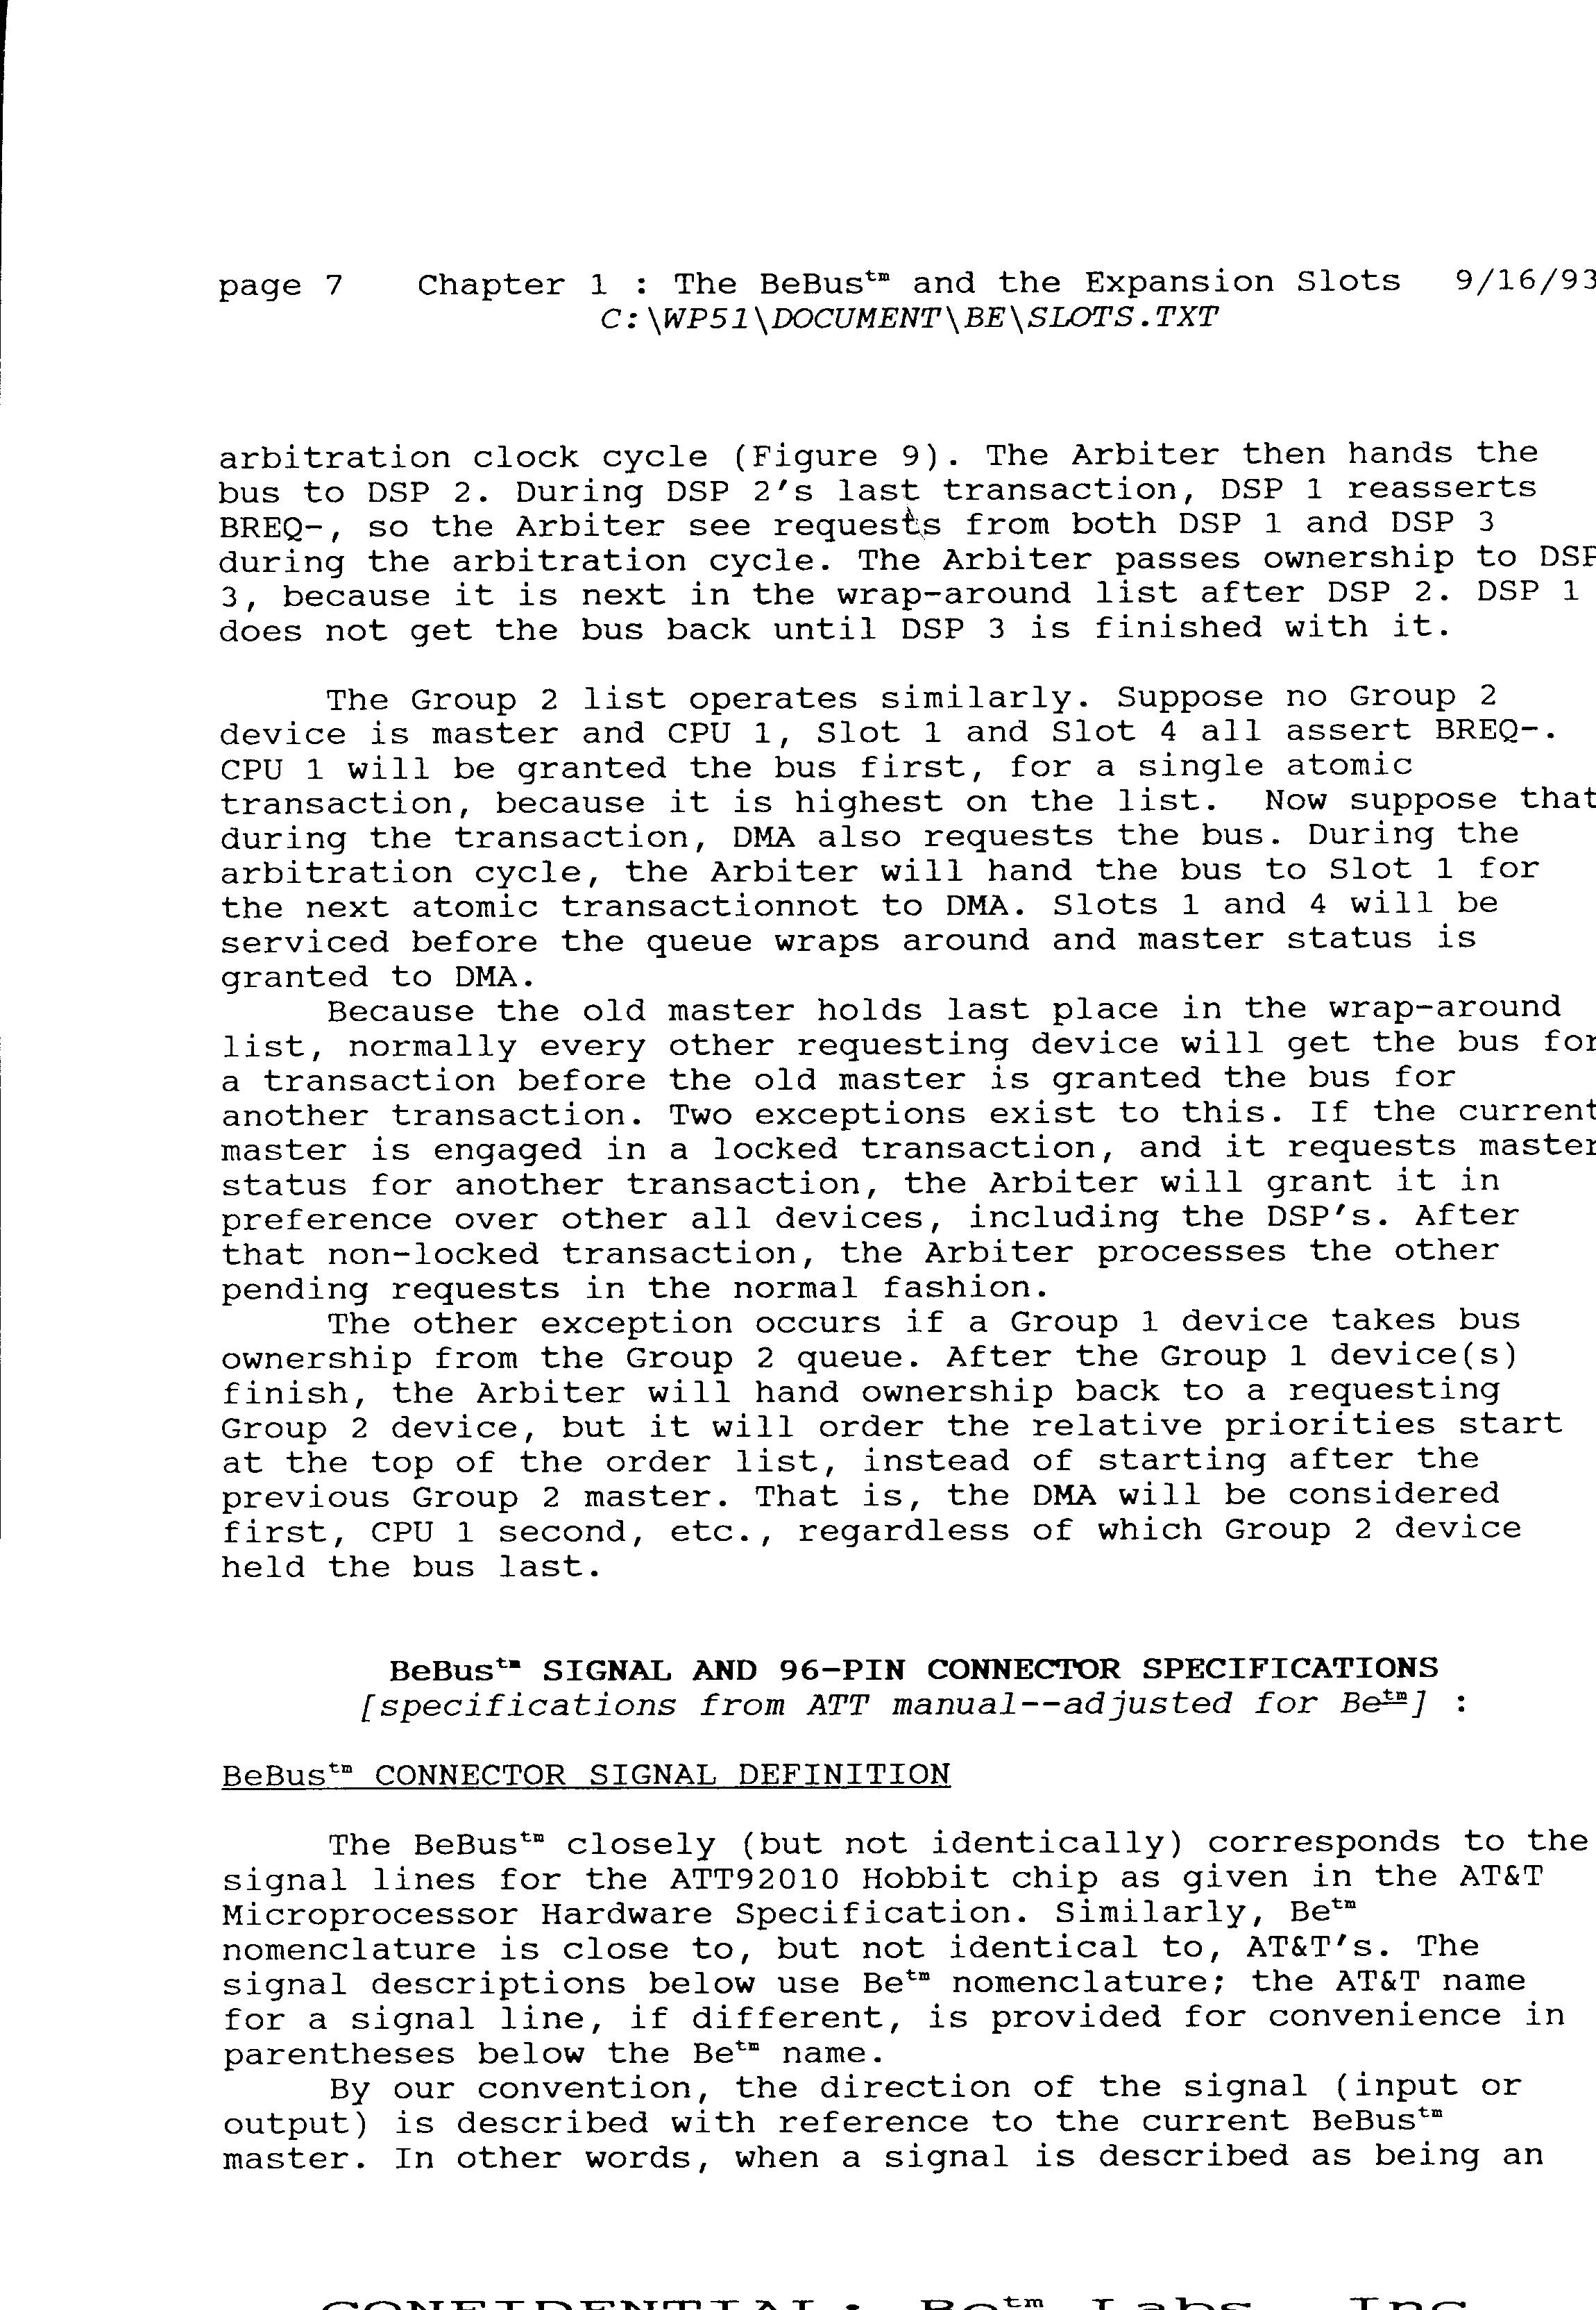 page 7    Chapter 1 : The BeBus™ and the Expansion Slots   9/16/93
C:\WP51\DOCUMENT\BE\SLOTS.TXT
arbitration clock cycle (Figure 9). The Arbiter then hands the
bus to DSP 2. During DSP 2's last transaction, DSP 1 reasserts
BREQ-, so the Arbiter see requests from both DSP 1 and DSP 3
during the arbitration cycle. The Arbiter passes ownership to DSP
3, because it is next in the wrap-around list after DSP 2. DSP 1
does not get the bus back until DSP 3 is finished with it.
The Group 2 list operates similarly. Suppose no Group 2
device is master and CPU 1, Slot 1 and Slot 4 all assert BREQ-.
CPU 1 will be granted the bus first, for a single atomic
transaction, because it is highest on the list.  Now suppose that
during the transaction, DMA also requests the bus. During the
arbitration cycle, the Arbiter will hand the bus to Slot 1 for
the next atomic transactionnot to DMA. Slots 1 and 4 will be
serviced before the queue wraps around and master status is
granted to DMA.
Because the old master holds last place in the wrap-around
list, normally every other requesting device will get the bus for
a transaction before the old master is granted the bus for
another transaction. Two exceptions exist to this. If the current
master is engaged in a locked transaction, and it requests master
status for another transaction, the Arbiter will grant it in
preference over other all devices, including the DSP's. After
that non-locked transaction, the Arbiter processes the other
pending requests in the normal fashion.
The other exception occurs if a Group 1 device takes bus
ownership from the Group 2 queue. After the Group 1 device(s)
finish, the Arbiter will hand ownership back to a requesting
Group 2 device, but it will order the relative priorities start
at the top of the order list, instead of starting after the
previous Group 2 master. That is, the DMA will be considered
first, CPU 1 second, etc., regardless of which Group 2 device
held the bus last.
BeBus™ SIGNAL AND 96-PIN CONNECTOR SPECIFICATIONS
[specifications from ATT manual--adjusted for Be™] :
BeBus™ CONNECTOR SIGNAL DEFINITION
The BeBus™ closely (but not identically) corresponds to the
signal lines for the ATT92010 Hobbit chip as given in the AT&T
Microprocessor Hardware Specification. Similarly, Be™
nomenclature is close to, but not identical to, AT&T's. The
signal descriptions below use Be™ nomenclature; the AT&T name
for a signal line, if different, is provided for convenience in
parentheses below the Be™ name.
By our convention, the direction of the signal (input or
output) is described with reference to the current BeBus™
master. In other words, when a signal is described as being an
CONFIDENTIAL: Be™ Labs, Inc